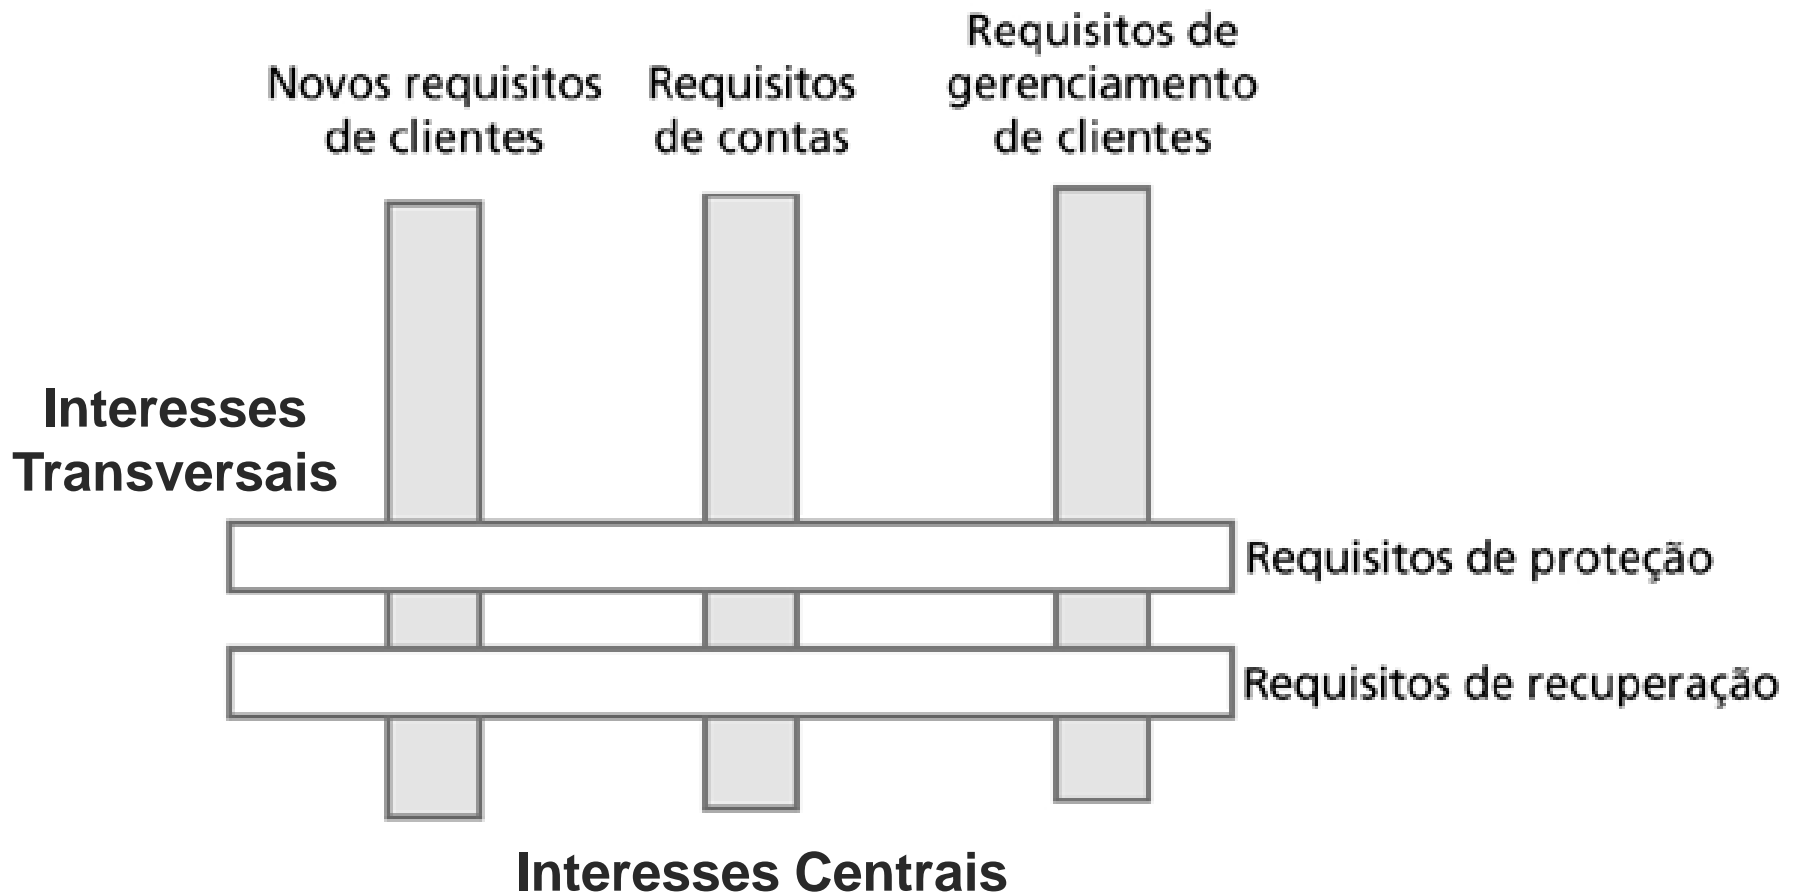 Novos requisitos
de clientes
Requisitos
de contas
Requisitos de
gerenciamento
de clientes
Interesses
Transversais
Requisitos de proteção
Requisitos de recuperação
Interesses Centrais